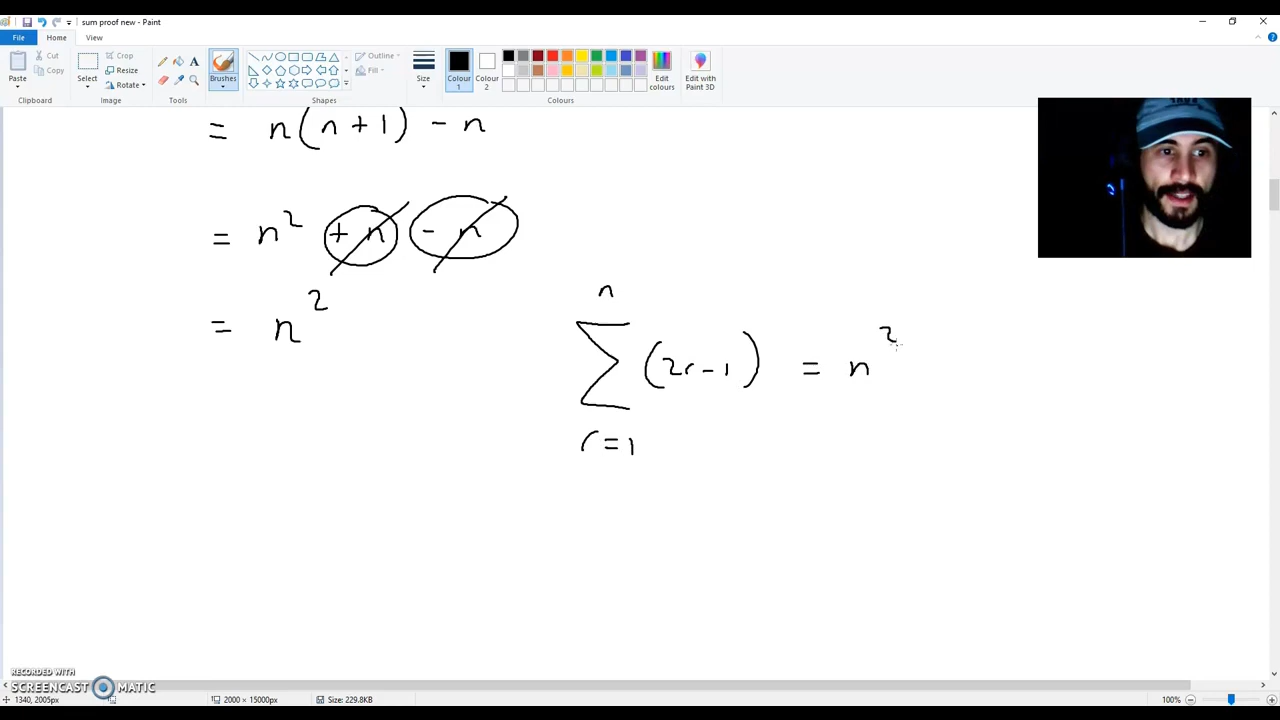 sum proof new - Paint
File Home View
Paste Cut Copy Clipboard
Select Crop Resize Rotate Image
A Tools
Brushes
Shapes Outline Fill
Size
Colour 1
Colour 2
Edit colours
Edit with Paint 3D
Colours
= n(n+1) - n
= n² + n - n
= n²
n
∑ (2r-1) = n²
r=1
RECORDED WITH
SCREENCAST MATIC
1340, 2005px 2000 × 15000px Size: 229.8KB 100%